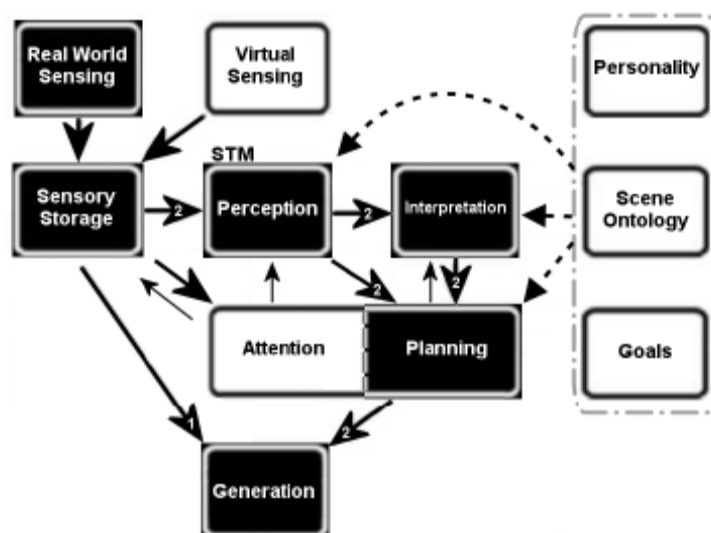 Real World
Sensing
Virtual
Sensing
Personality
STM
Sensory
Storage
2
Perception
2
Interpretation
Scene
Ontology
2
2
Attention
Planning
Goals
1
2
Generation